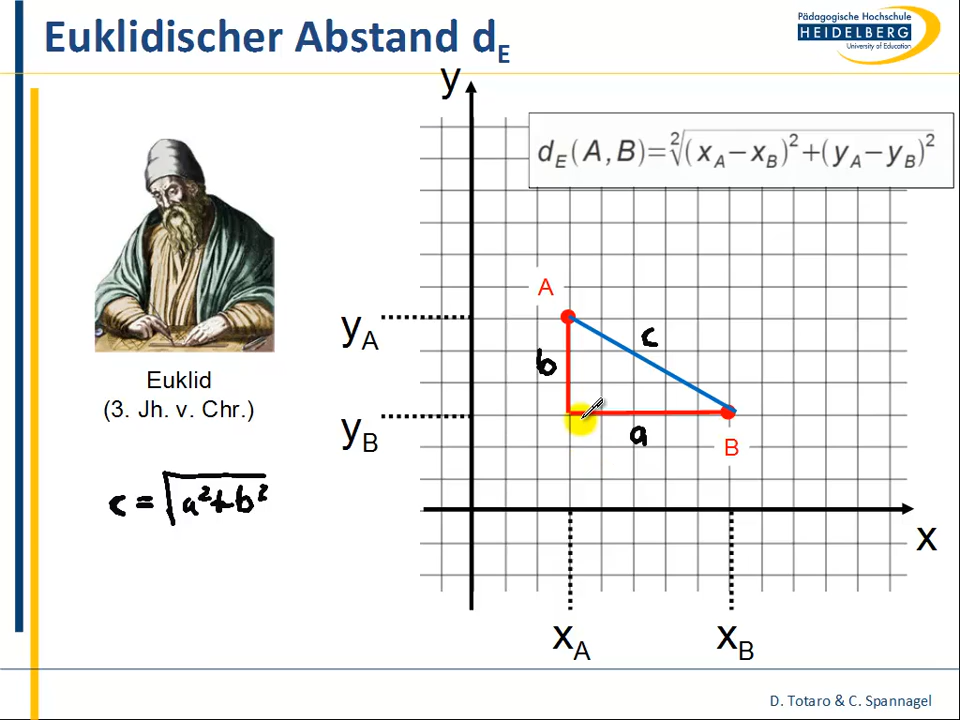 Euklidischer Abstand d_E
Pädagogische Hochschule
HEIDELBERG
University of Education
y
d_E(A,B)=²√(x_A−x_B)²+(y_A−y_B)²
A
y_A
c
b
Euklid
(3. Jh. v. Chr.)
y_B
a
B
c = √a²+b²
x
x_A
x_B
D. Totaro & C. Spannagel